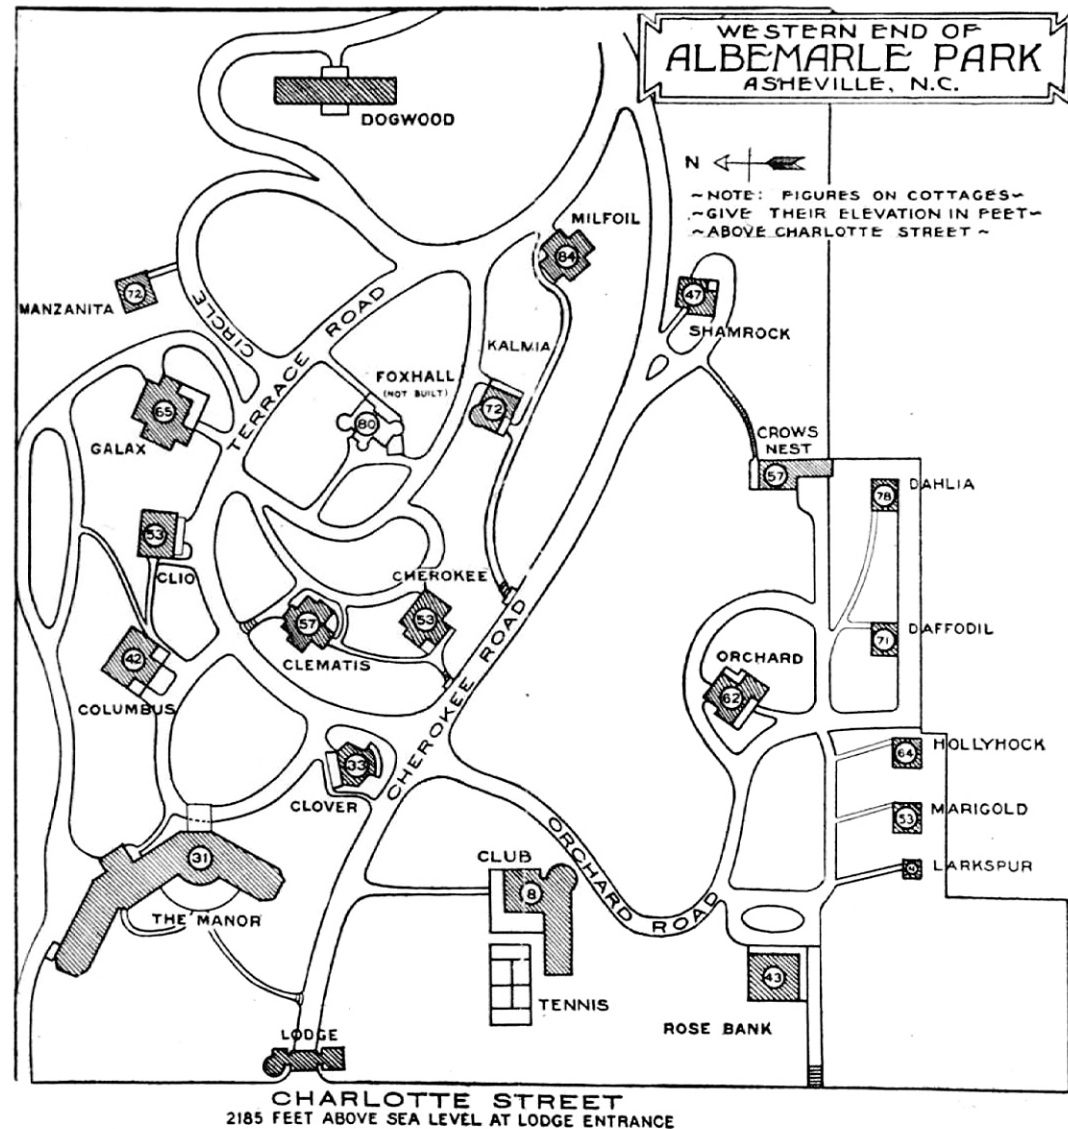 WESTERN END OF
ALBEMARLE PARK
ASHEVILLE, N.C.
DOGWOOD
N
~NOTE: FIGURES ON COTTAGES~
~GIVE THEIR ELEVATION IN FEET~
~ABOVE CHARLOTTE STREET~
MILFOIL
84
MANZANITA
72
CIRCLE
TERRACE ROAD
47
SHAMROCK
KALMIA
72
FOXHALL
(NOT BUILT)
80
65
GALAX
CROWS
NEST
57
DAHLIA
78
53
CLIO
CHEROKEE
53
57
CLEMATIS
DAFFODIL
71
42
COLUMBUS
ORCHARD
62
CHEROKEE ROAD
HOLLYHOCK
64
33
CLOVER
MARIGOLD
53
ORCHARD ROAD
CLUB
8
LARKSPUR
31
THE MANOR
TENNIS
43
ROSE BANK
LODGE
CHARLOTTE STREET
2185 FEET ABOVE SEA LEVEL AT LODGE ENTRANCE